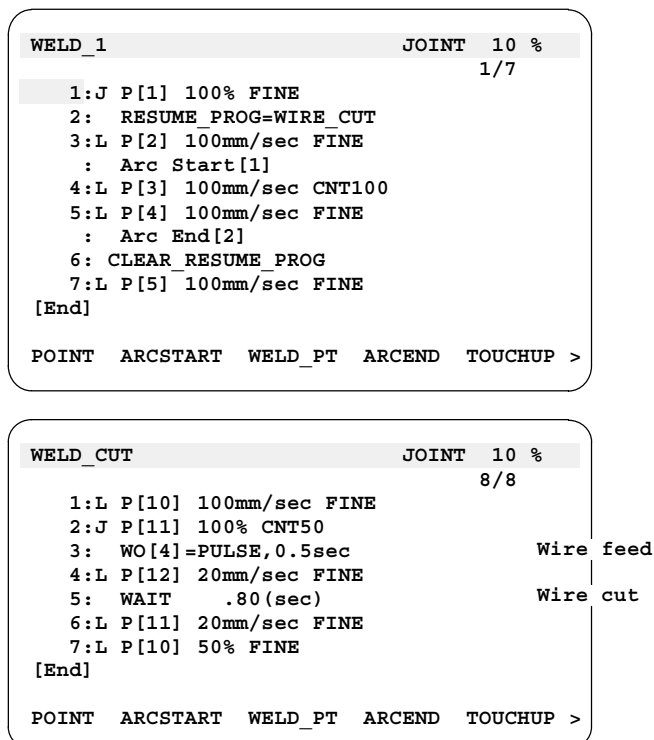 WELD_1 JOINT 10 %
1/7
1:J P[1] 100% FINE
2: RESUME_PROG=WIRE_CUT
3:L P[2] 100mm/sec FINE
: Arc Start[1]
4:L P[3] 100mm/sec CNT100
5:L P[4] 100mm/sec FINE
: Arc End[2]
6: CLEAR_RESUME_PROG
7:L P[5] 100mm/sec FINE
[End]
POINT ARCSTART WELD_PT ARCEND TOUCHUP >
WELD_CUT JOINT 10 %
8/8
1:L P[10] 100mm/sec FINE
2:J P[11] 100% CNT50
3: WO[4]=PULSE,0.5sec Wire feed
4:L P[12] 20mm/sec FINE
5: WAIT .80(sec) Wire cut
6:L P[11] 20mm/sec FINE
7:L P[10] 50% FINE
[End]
POINT ARCSTART WELD_PT ARCEND TOUCHUP >